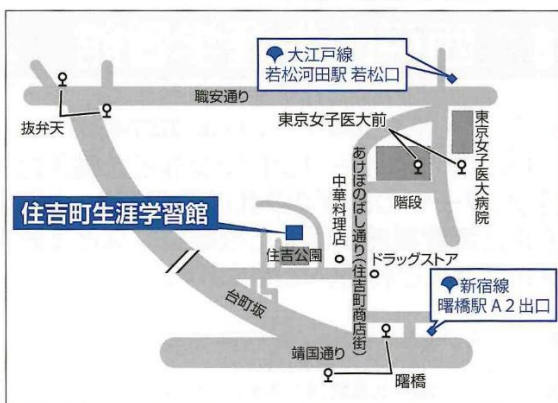 大江戸線
若松河田駅 若松口
職安通り
抜弁天
東京女子医大前
東京女子医大病院
あけぼのばし通り（住吉町商店街）
中華料理店
階段
住吉町生涯学習館
住吉公園
ドラッグストア
新宿線
曙橋駅 A2出口
台町坂
靖国通り
曙橋